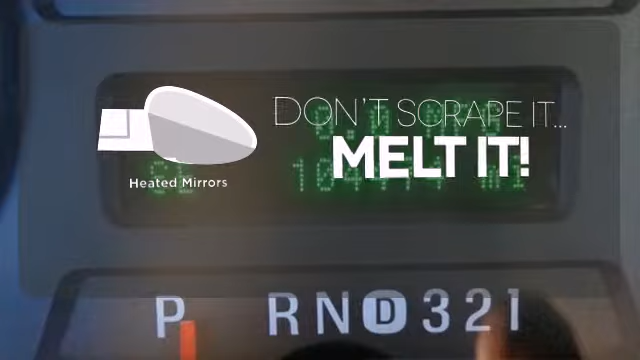 DON'T SCRAPE IT...
MELT IT!
Heated Mirrors
P R N D 3 2 1